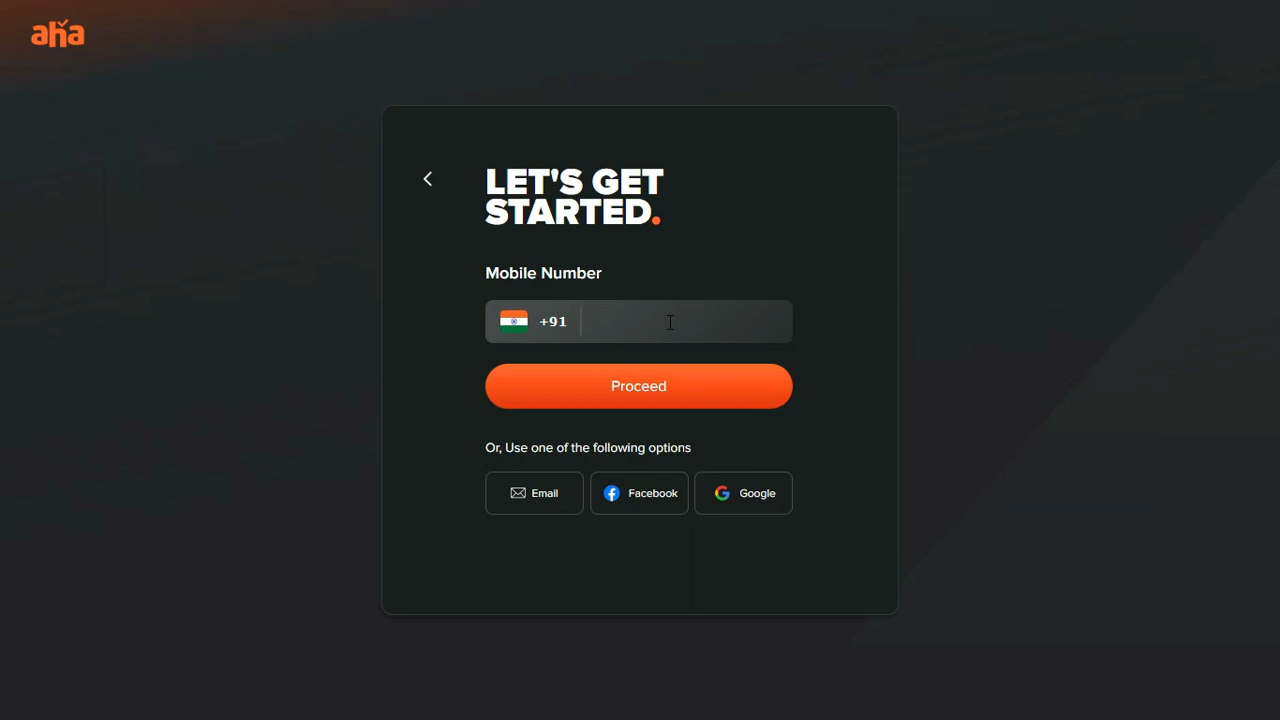 aha
LET'S GET
STARTED.
Mobile Number
+91
Proceed
Or, Use one of the following options
Email
Facebook
Google